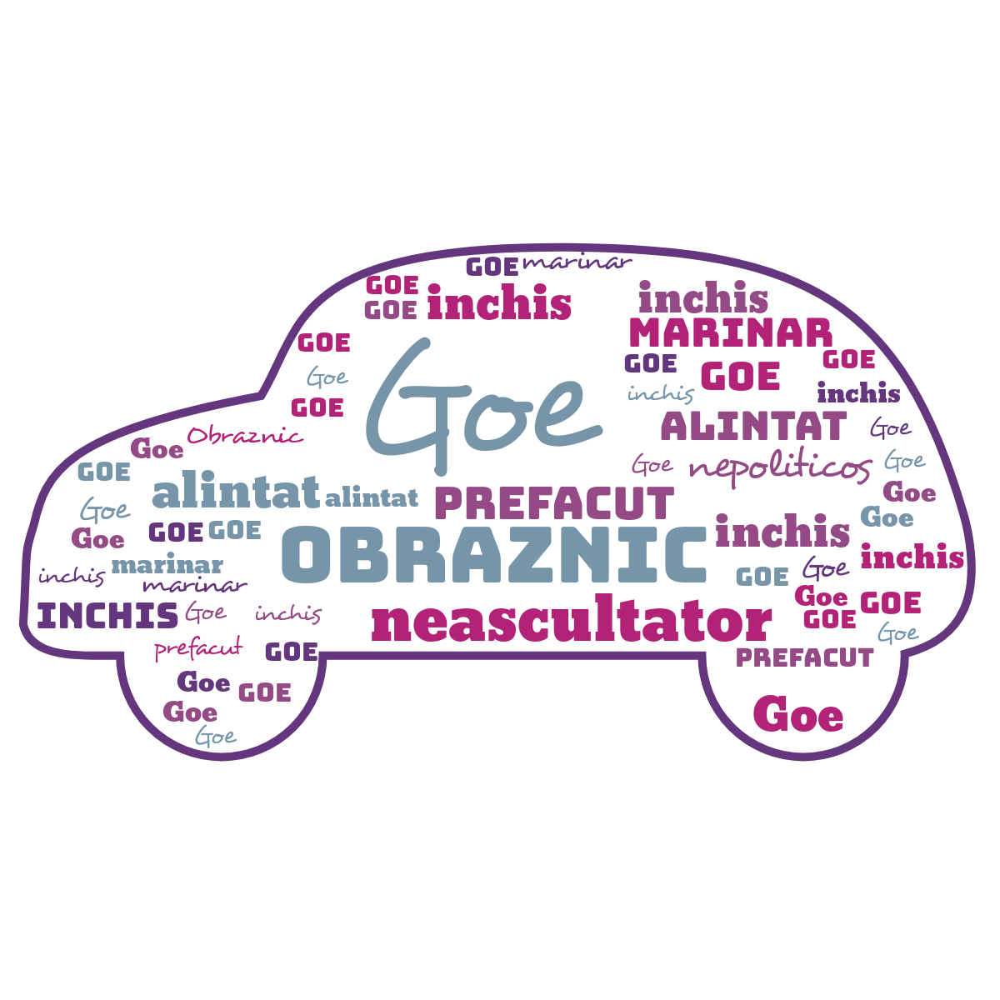 GOE marinar
GOE inchis inchis
GOE
MARINAR
GOE Goe GOE GOE
GOE
Goe inchis inchis
GOE
Obraznic ALINTAT Goe
Goe
GOE Goe nepoliticos Goe
alintat alintat PREFACUT Goe
Goe Goe
GOE GOE OBRAZNIC inchis
Goe
marinar inchis
inchis GOE Goe
marinar
INCHIS Goe inchis neascultator Goe GOE
GOE
Goe
prefacut GOE PREFACUT
Goe GOE
Goe Goe
Goe